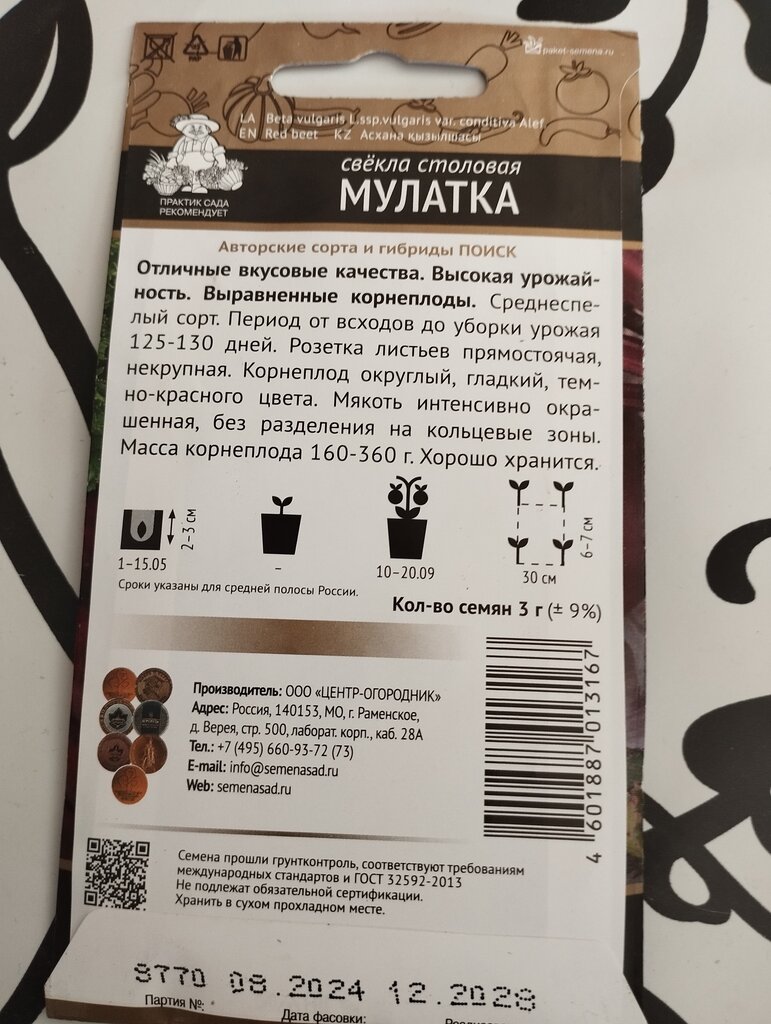 paket-semena.ru
LA Beta vulgaris L.ssp.vulgaris var. conditiva Alef.
EN Red beet KZ Асхана қызылшасы
свёкла столовая
МУЛАТКА
ПРАКТИК САДА
РЕКОМЕНДУЕТ
Авторские сорта и гибриды ПОИСК
Отличные вкусовые качества. Высокая урожай-
ность. Выравненные корнеплоды. Среднеспе-
лый сорт. Период от всходов до уборки урожая
125-130 дней. Розетка листьев прямостоячая,
некрупная. Корнеплод округлый, гладкий, тем-
но-красного цвета. Мякоть интенсивно окра-
шенная, без разделения на кольцевые зоны.
Масса корнеплода 160-360 г. Хорошо хранится.
2–3 см
6–7 см
1–15.05
–
10–20.09
30 см
Сроки указаны для средней полосы России.
Кол-во семян 3 г (± 9%)
Производитель: ООО «ЦЕНТР-ОГОРОДНИК»
Адрес: Россия, 140153, МО, г. Раменское,
д. Верея, стр. 500, лаборат. корп., каб. 28А
Тел.: +7 (495) 660-93-72 (73)
E-mail: info@semenasad.ru
Web: semenasad.ru
4 601887 013167
Семена прошли грунтконтроль, соответствуют требованиям
международных стандартов и ГОСТ 32592-2013
Не подлежат обязательной сертификации.
Хранить в сухом прохладном месте.
8770 08.2024 12.2028
Партия №:
Дата фасовки: